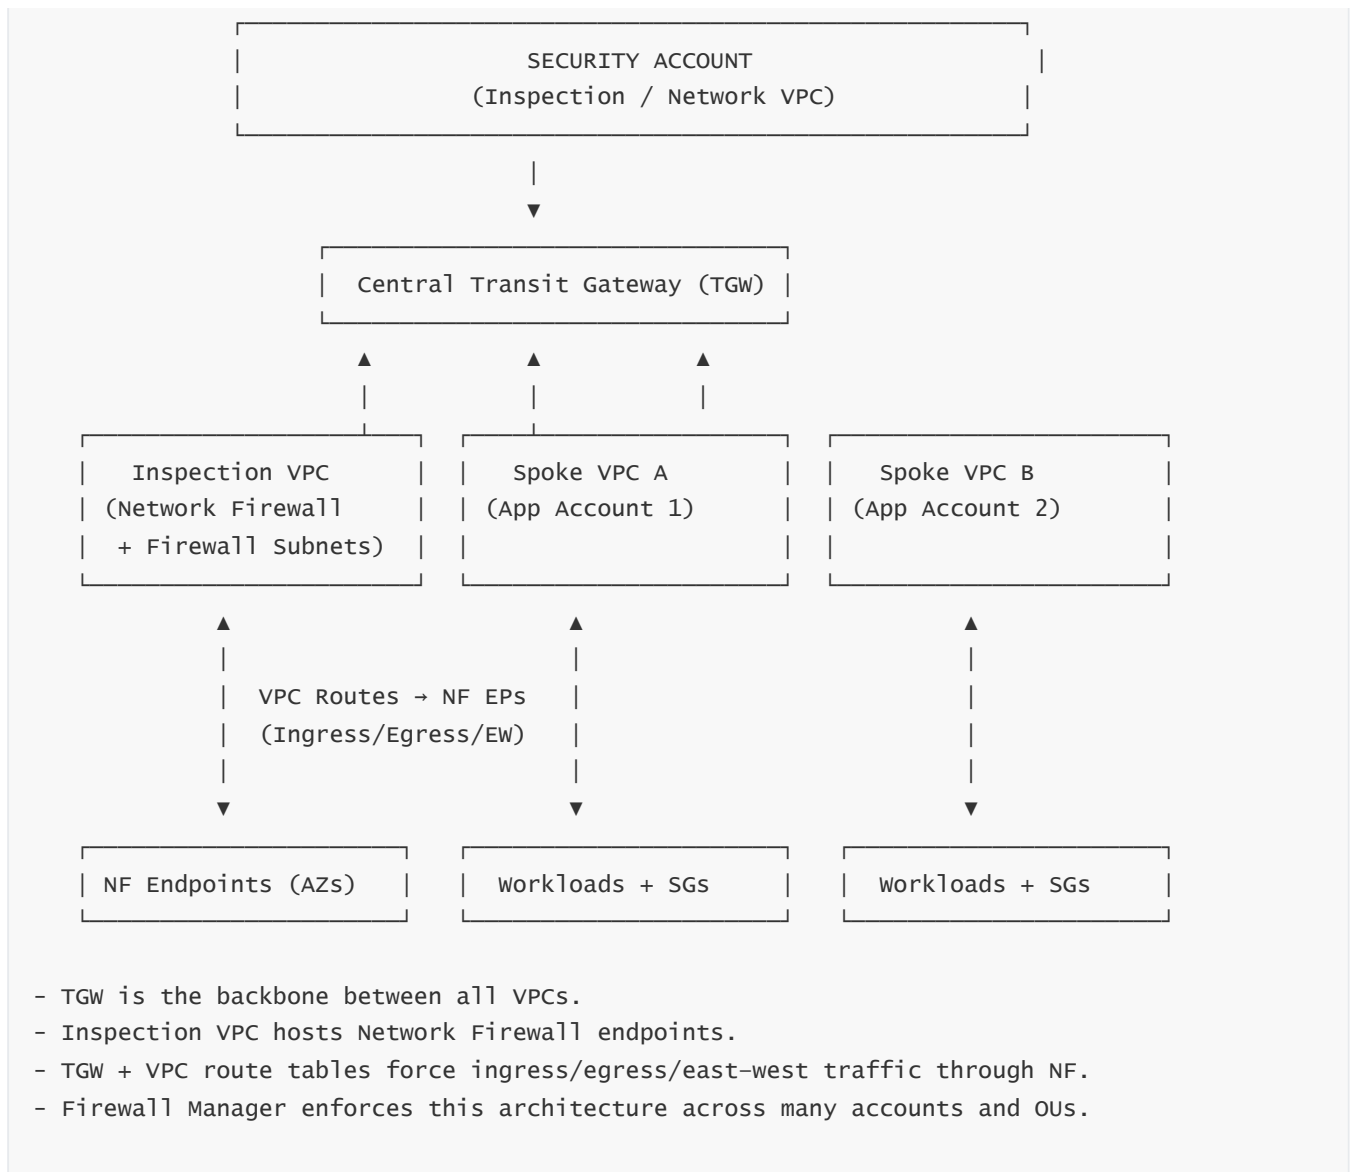 SECURITY ACCOUNT
(Inspection / Network VPC)
Central Transit Gateway (TGW)
Inspection VPC Spoke VPC A Spoke VPC B
(Network Firewall (App Account 1) (App Account 2)
+ Firewall Subnets)
VPC Routes → NF EPs
(Ingress/Egress/EW)
NF Endpoints (AZs) Workloads + SGs Workloads + SGs
- TGW is the backbone between all VPCs.
- Inspection VPC hosts Network Firewall endpoints.
- TGW + VPC route tables force ingress/egress/east-west traffic through NF.
- Firewall Manager enforces this architecture across many accounts and OUs.